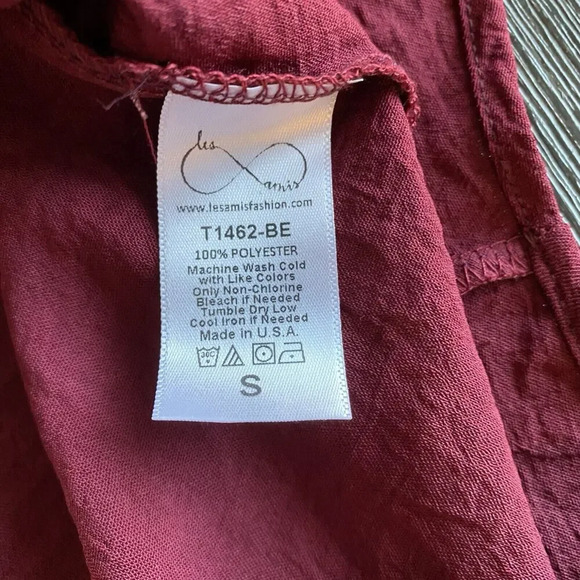 les
amis
www.lesamisfashion.com
T1462-BE
100% POLYESTER
Machine Wash Cold
with Like Colors
Only Non-Chlorine
Bleach if Needed
Tumble Dry Low
Cool Iron if Needed
Made in U.S.A.
30C
S